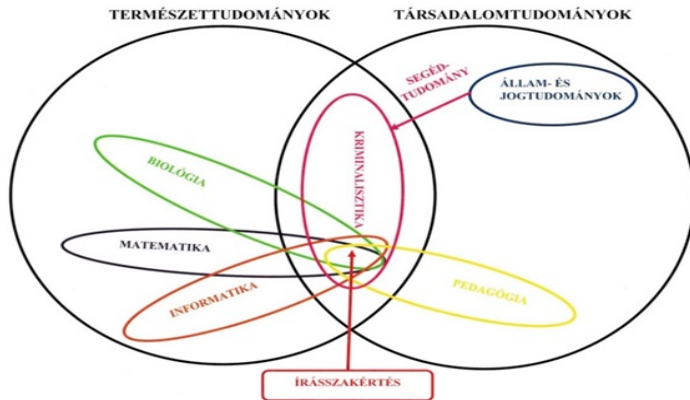 TERMÉSZETTUDOMÁNYOK
TÁRSADALOMTUDOMÁNYOK
SEGÉD-
TUDOMÁNY
ÁLLAM- ÉS
JOGTUDOMÁNYOK
BIOLÓGIA
KRIMINALISZTIKA
MATEMATIKA
INFORMATIKA
PEDAGÓGIA
ÍRÁSSZAKÉRTÉS